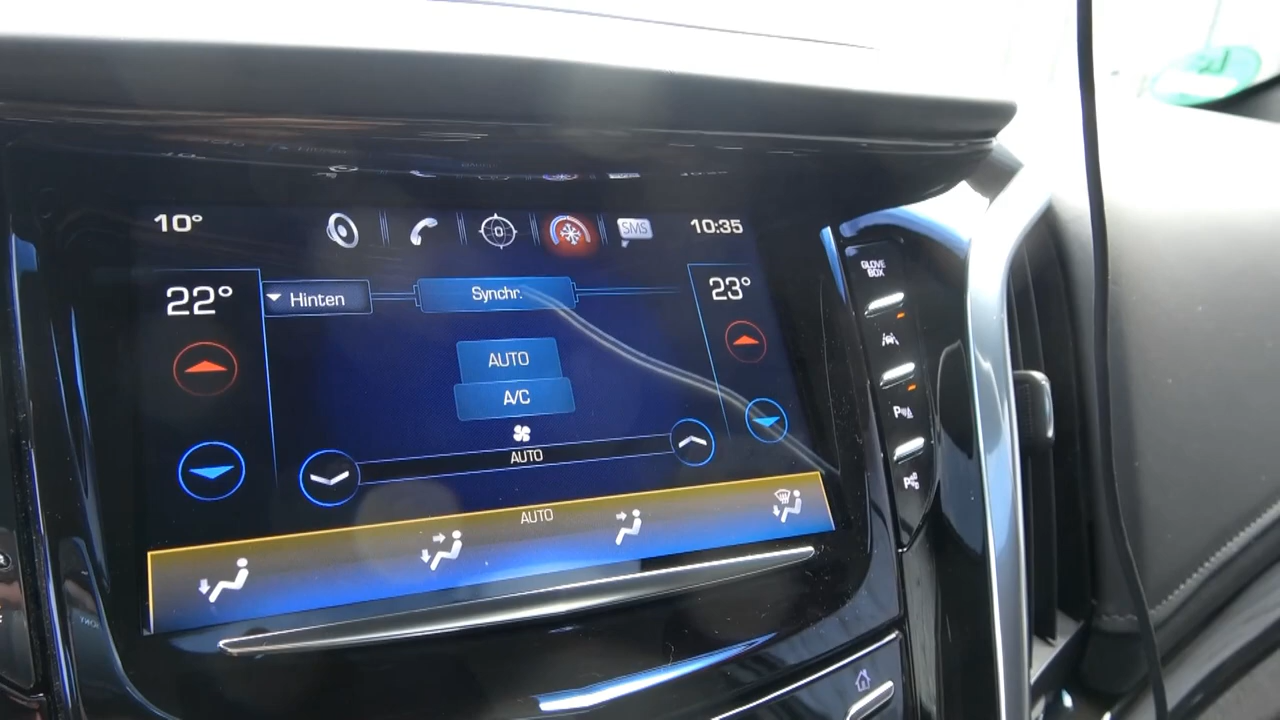 10°
SMS
10:35
22°
Hinten
Synchr.
23°
GLOVE
BOX
AUTO
A/C
AUTO
AUTO